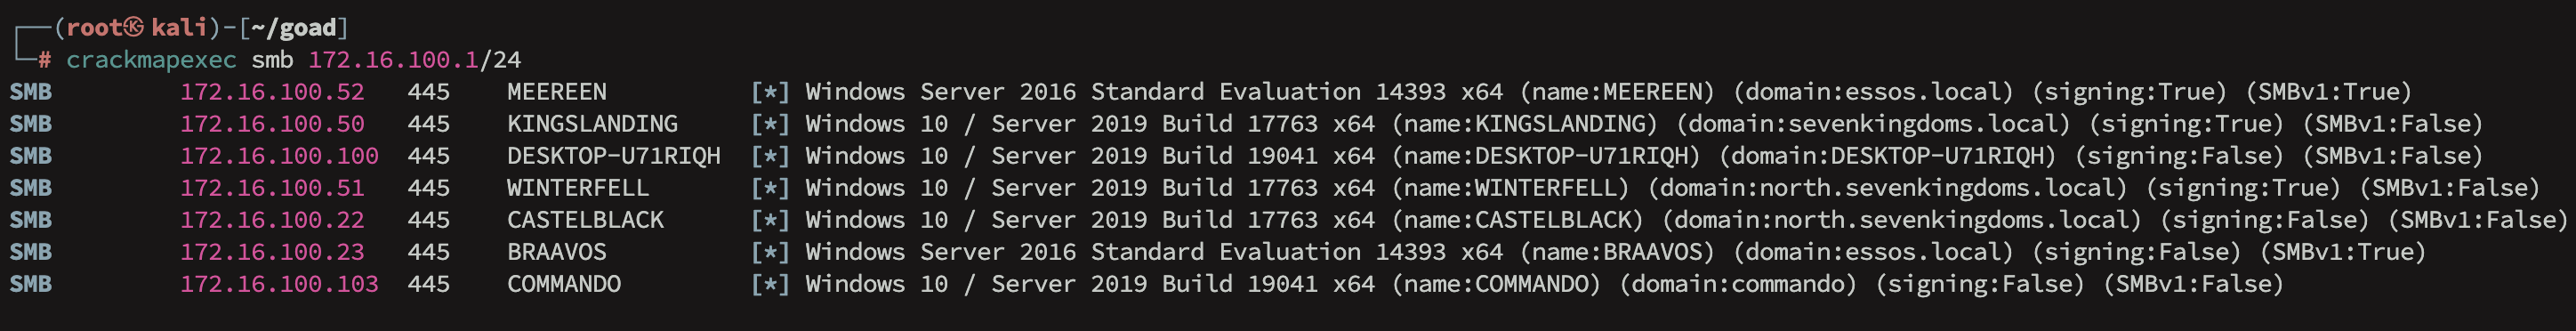 ┌──(root㉿kali)-[~/goad]
└─# crackmapexec smb 172.16.100.1/24
SMB         172.16.100.52   445    MEEREEN          [*] Windows Server 2016 Standard Evaluation 14393 x64 (name:MEEREEN) (domain:essos.local) (signing:True) (SMBv1:True)
SMB         172.16.100.50   445    KINGSLANDING     [*] Windows 10 / Server 2019 Build 17763 x64 (name:KINGSLANDING) (domain:sevenkingdoms.local) (signing:True) (SMBv1:False)
SMB         172.16.100.100  445    DESKTOP-U71RIQH  [*] Windows 10 / Server 2019 Build 19041 x64 (name:DESKTOP-U71RIQH) (domain:DESKTOP-U71RIQH) (signing:False) (SMBv1:False)
SMB         172.16.100.51   445    WINTERFELL       [*] Windows 10 / Server 2019 Build 17763 x64 (name:WINTERFELL) (domain:north.sevenkingdoms.local) (signing:True) (SMBv1:False)
SMB         172.16.100.22   445    CASTELBLACK      [*] Windows 10 / Server 2019 Build 17763 x64 (name:CASTELBLACK) (domain:north.sevenkingdoms.local) (signing:False) (SMBv1:False)
SMB         172.16.100.23   445    BRAAVOS          [*] Windows Server 2016 Standard Evaluation 14393 x64 (name:BRAAVOS) (domain:essos.local) (signing:False) (SMBv1:True)
SMB         172.16.100.103  445    COMMANDO         [*] Windows 10 / Server 2019 Build 19041 x64 (name:COMMANDO) (domain:commando) (signing:False) (SMBv1:False)